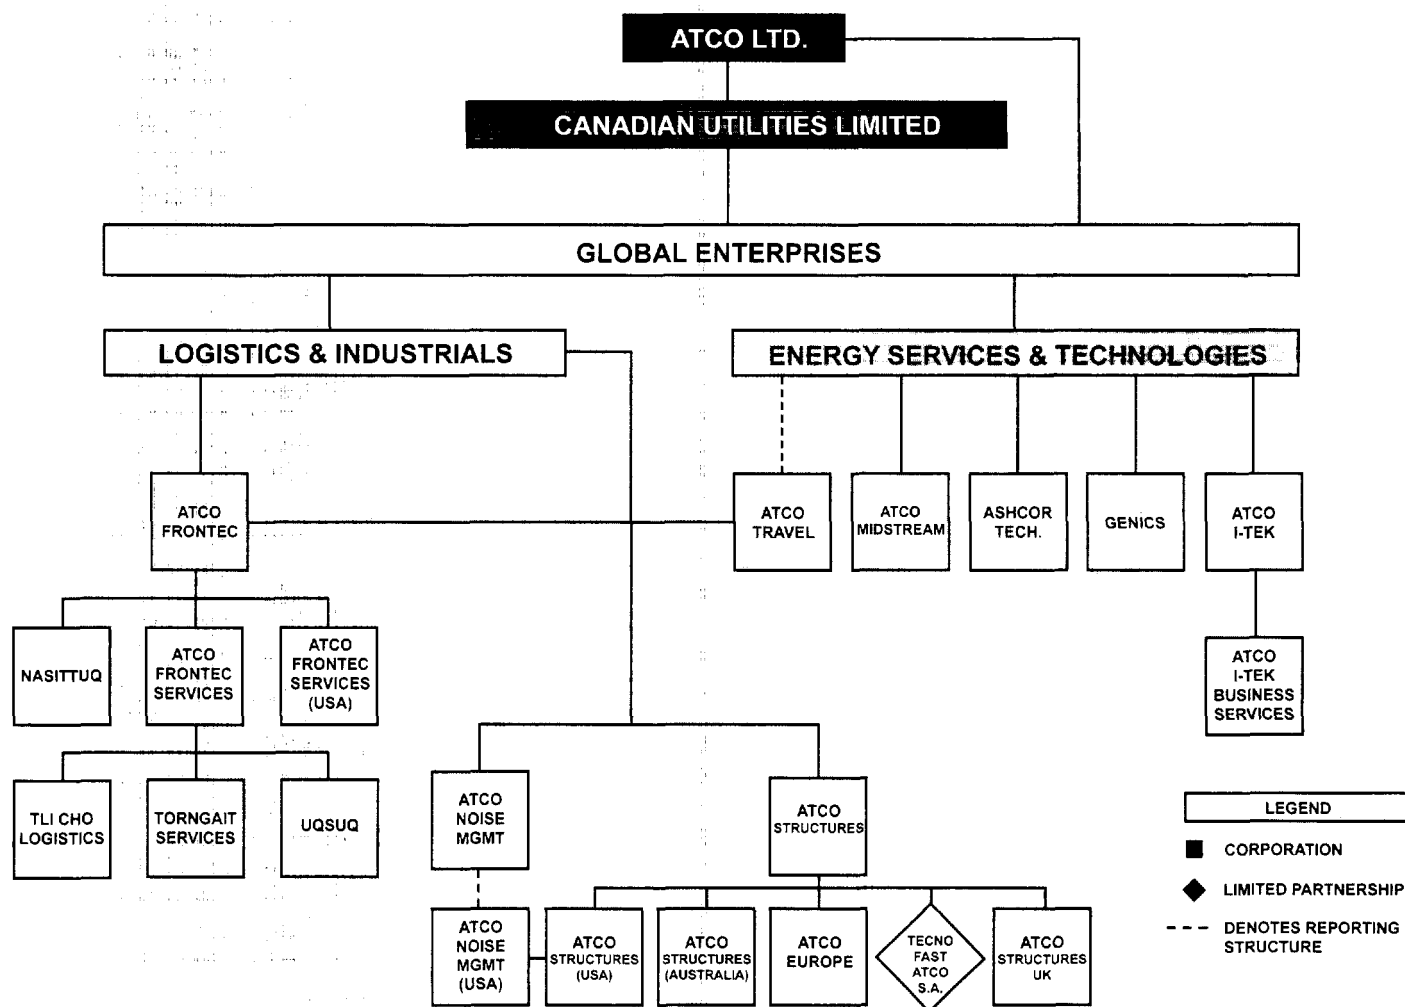 ATCO LTD.
CANADIAN UTILITIES LIMITED
GLOBAL ENTERPRISES
LOGISTICS & INDUSTRIALS
ENERGY SERVICES & TECHNOLOGIES
ATCO
FRONTEC
ATCO
TRAVEL
ATCO
MIDSTREAM
ASHCOR
TECH.
GENICS
ATCO
I-TEK
NASITTUQ
ATCO
FRONTEC
SERVICES
ATCO
FRONTEC
SERVICES
(USA)
ATCO
I-TEK
BUSINESS
SERVICES
TLI CHO
LOGISTICS
TORNGAIT
SERVICES
UQSUQ
ATCO
NOISE
MGMT
ATCO
STRUCTURES
ATCO
NOISE
MGMT
(USA)
ATCO
STRUCTURES
(USA)
ATCO
STRUCTURES
(AUSTRALIA)
ATCO
EUROPE
TECNO
FAST
ATCO
S.A.
ATCO
STRUCTURES
UK
LEGEND
CORPORATION
LIMITED PARTNERSHIP
DENOTES REPORTING
STRUCTURE